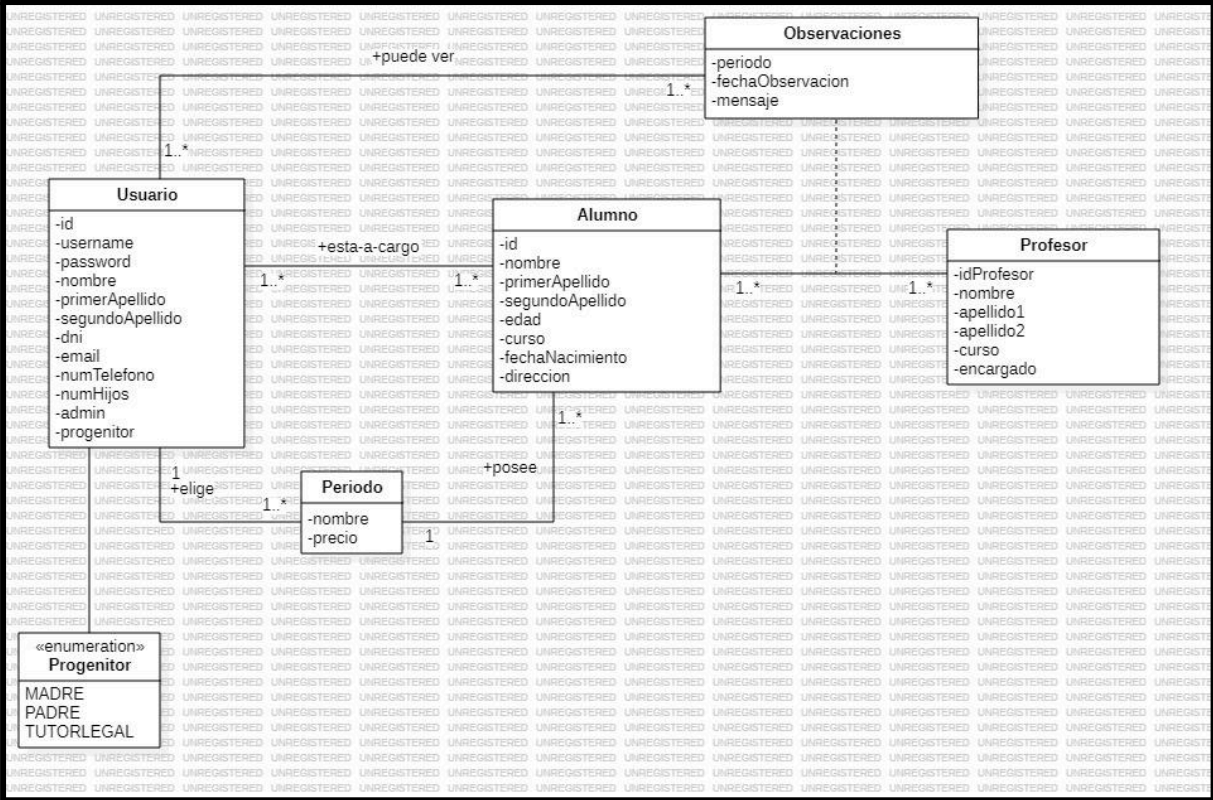 Observaciones
-periodo
-fechaObservacion
-mensaje
+puede ver
1..*
1..*
Usuario
-id
-username
-password
-nombre
-primerApellido
-segundoApellido
-dni
-email
-numTelefono
-numHijos
-admin
-progenitor
+esta-a-cargo
1..*
1..*
Alumno
-id
-nombre
-primerApellido
-segundoApellido
-edad
-curso
-fechaNacimiento
-direccion
1..*
1..*
Profesor
-idProfesor
-nombre
-apellido1
-apellido2
-curso
-encargado
1..*
+posee
1
+elige
1..*
Periodo
-nombre
-precio
1
«enumeration»
Progenitor
MADRE
PADRE
TUTORLEGAL
UNREGISTERED